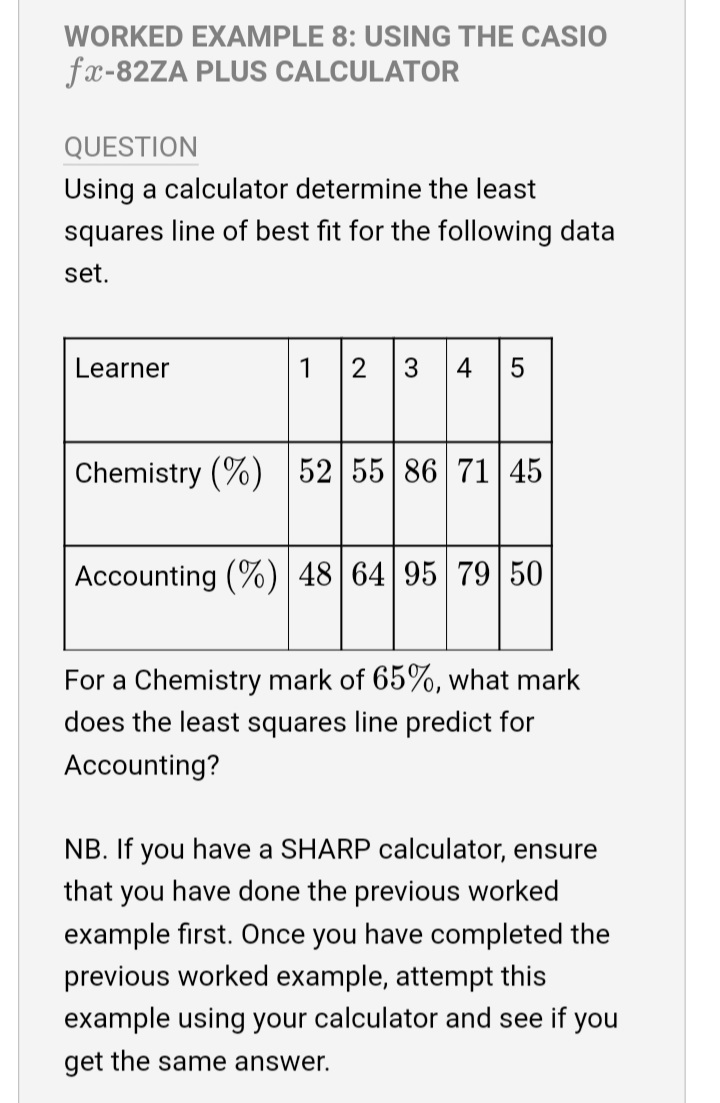 WORKED EXAMPLE 8: USING THE CASIO
fx-82ZA PLUS CALCULATOR
QUESTION
Using a calculator determine the least
squares line of best fit for the following data
set.
Learner 1 2 3 4 5
Chemistry (%) 52 55 86 71 45
Accounting (%) 48 64 95 79 50
For a Chemistry mark of 65%, what mark
does the least squares line predict for
Accounting?
NB. If you have a SHARP calculator, ensure
that you have done the previous worked
example first. Once you have completed the
previous worked example, attempt this
example using your calculator and see if you
get the same answer.